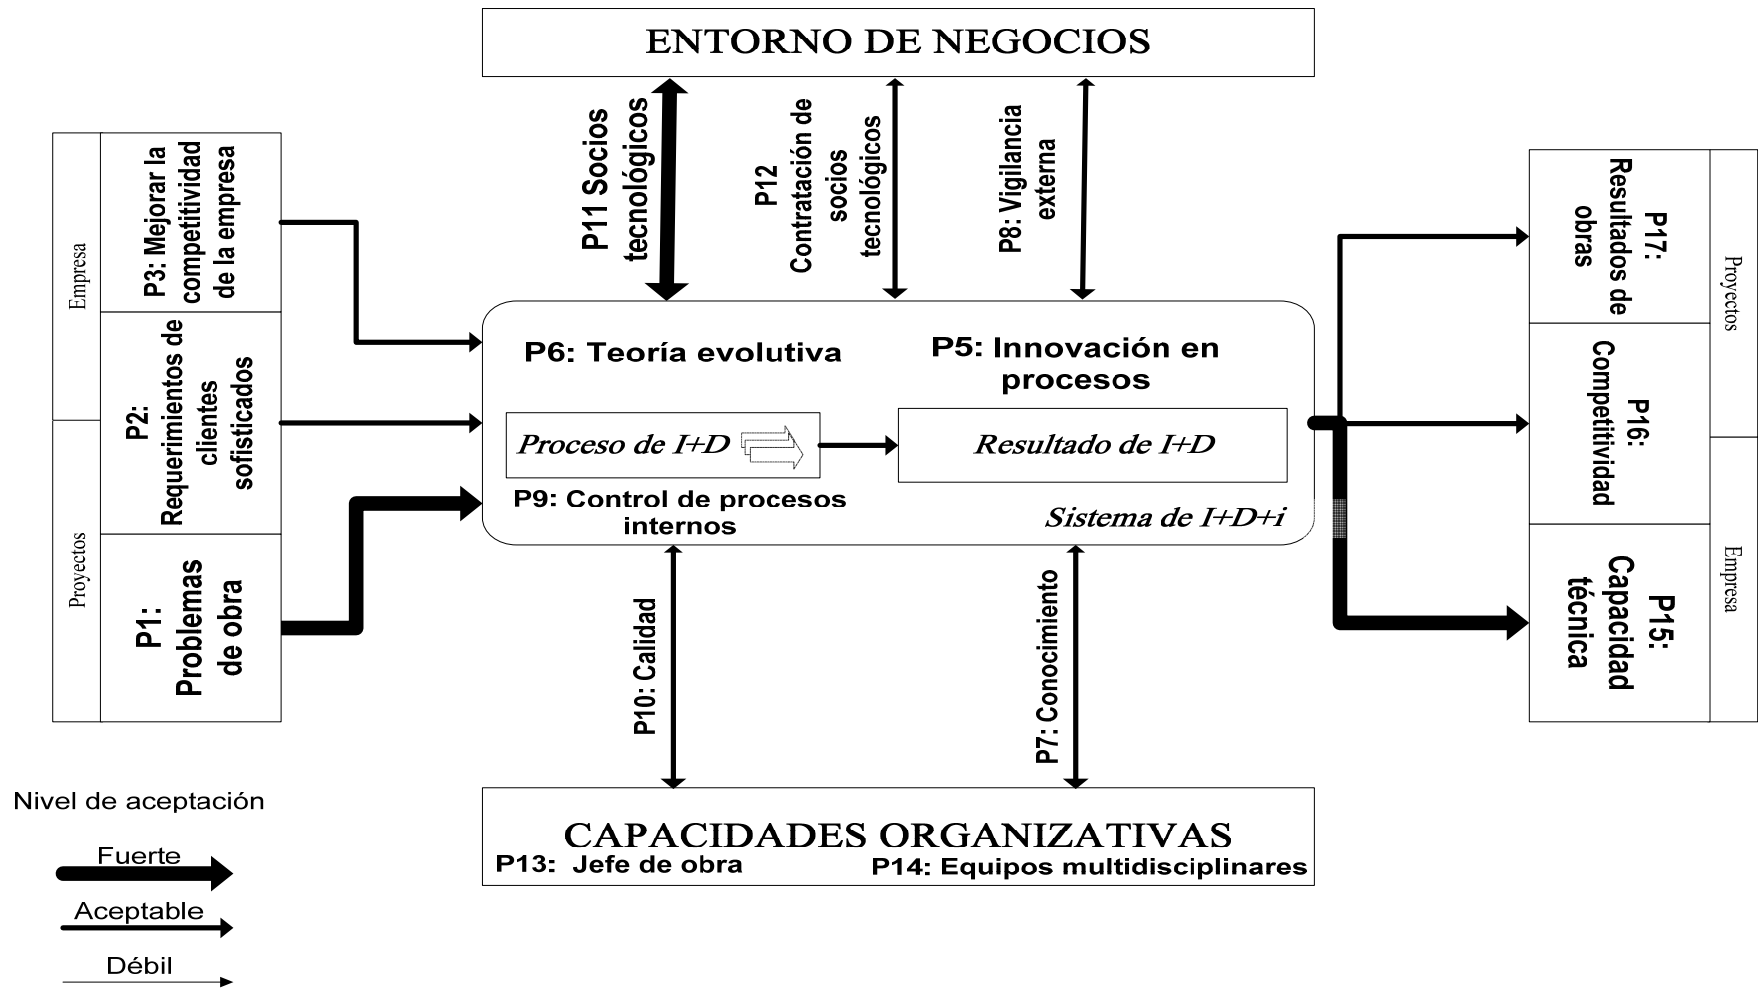 ENTORNO DE NEGOCIOS
P11 Socios
tecnológicos
P12
Contratación de
socios
tecnológicos
P8: Vigilancia
externa
Empresa
Proyectos
P3: Mejorar la
competitividad
de la empresa
P2:
Requerimientos de
clientes
sofisticados
P1:
Problemas
de obra
P6: Teoría evolutiva
P5: Innovación en
procesos
Proceso de I+D
Resultado de I+D
P9: Control de procesos
internos
Sistema de I+D+i
P17:
Resultados de
obras
P16:
Competitividad
P15:
Capacidad
técnica
Proyectos
Empresa
P10: Calidad
P7: Conocimiento
CAPACIDADES ORGANIZATIVAS
P13: Jefe de obra
P14: Equipos multidisciplinares
Nivel de aceptación
Fuerte
Aceptable
Débil